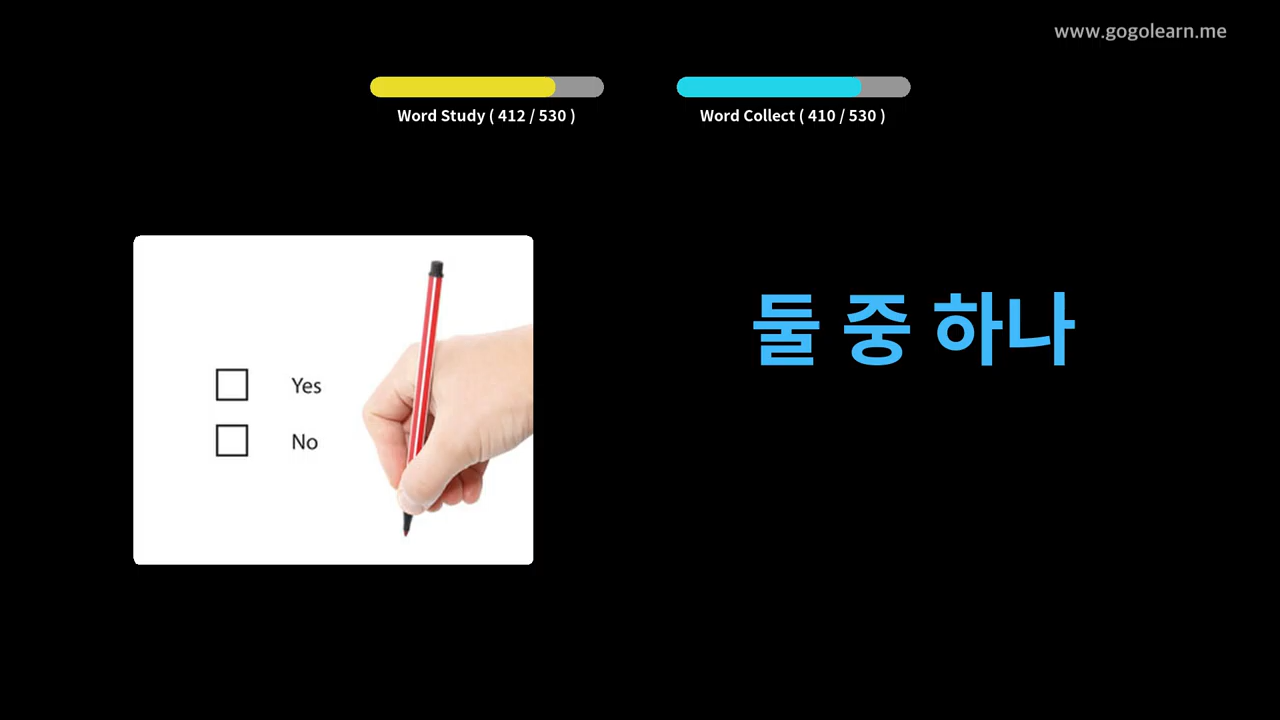 www.gogolearn.me
Word Study ( 412 / 530 )
Word Collect ( 410 / 530 )
둘 중 하나
Yes
No